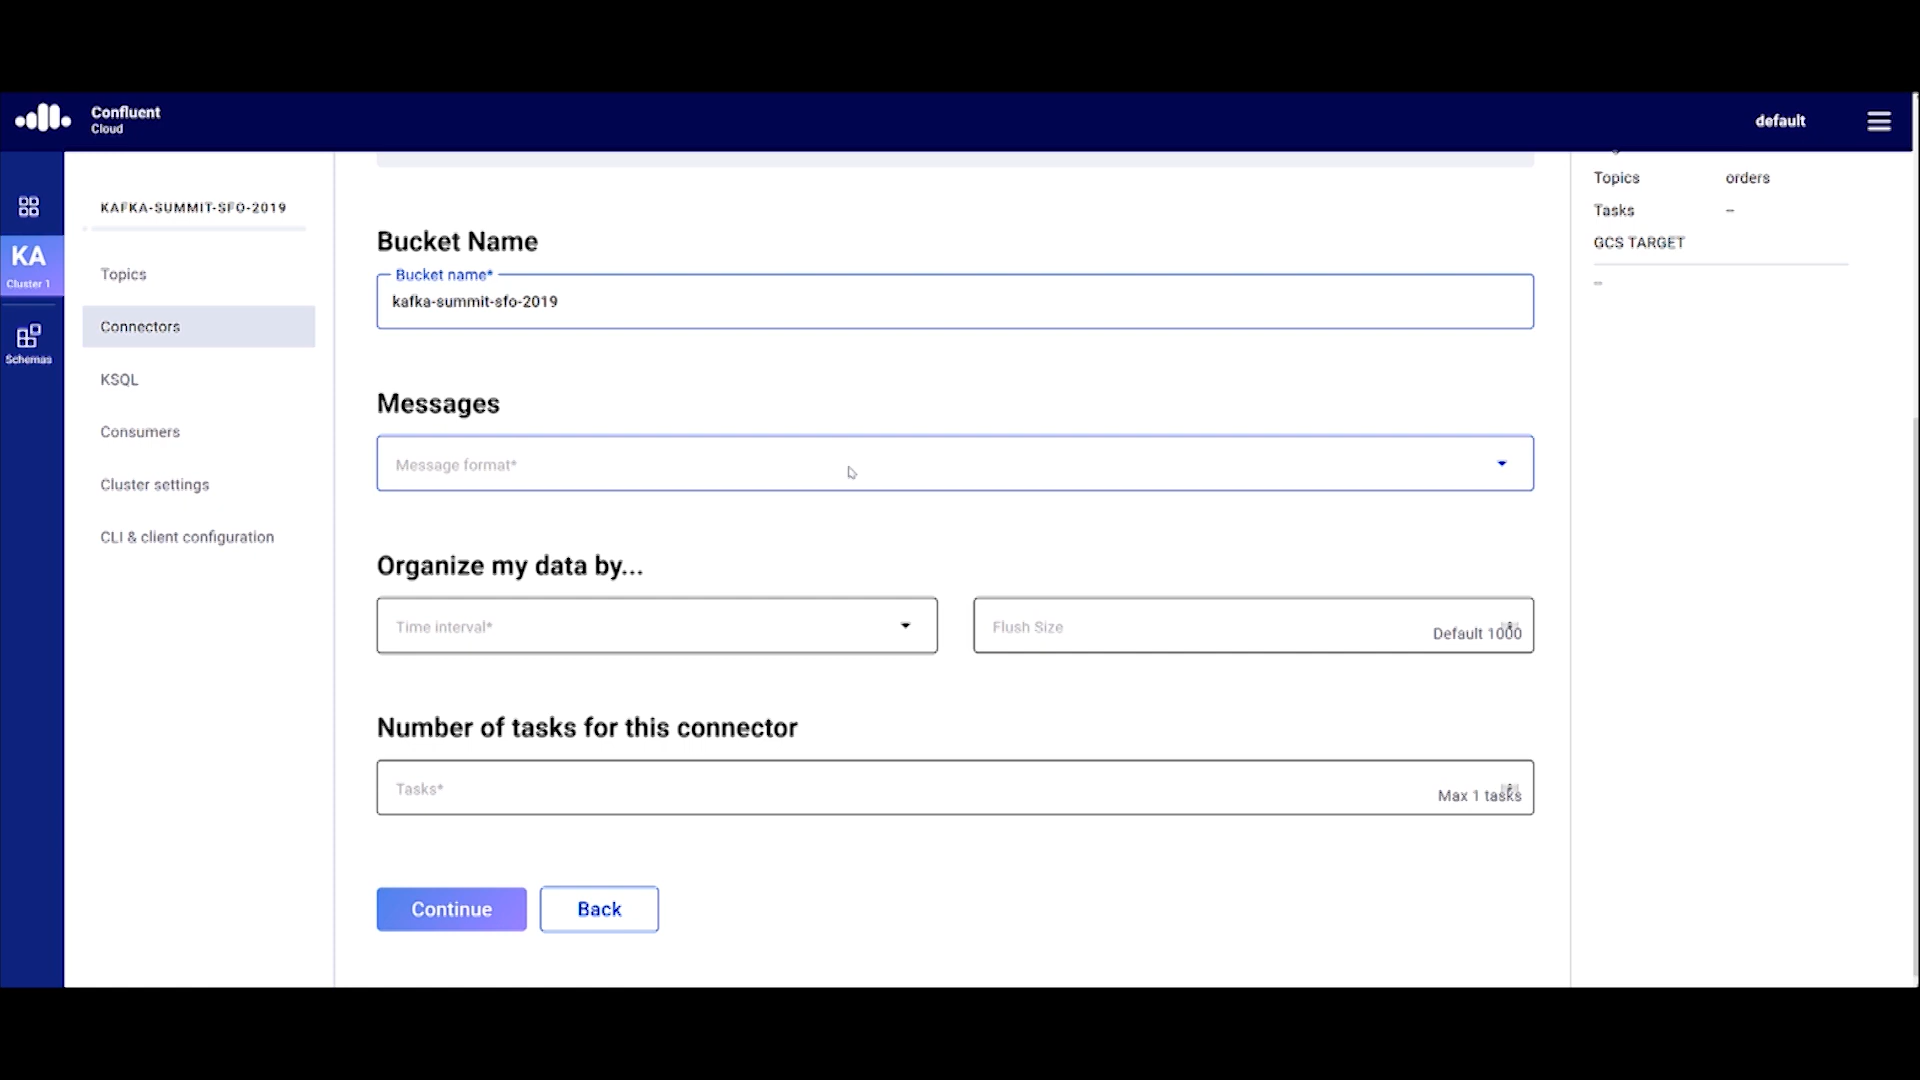 Confluent
Cloud
default
KA
Cluster 1
Schemas
KAFKA-SUMMIT-SFO-2019
Topics
Connectors
KSQL
Consumers
Cluster settings
CLI & client configuration
Bucket Name
Bucket name*
kafka-summit-sfo-2019
Messages
Message format*
Organize my data by...
Time interval*
Flush Size
Default 1000
Number of tasks for this connector
Tasks*
Max 1 tasks
Continue
Back
Topics orders
Tasks --
GCS TARGET
--